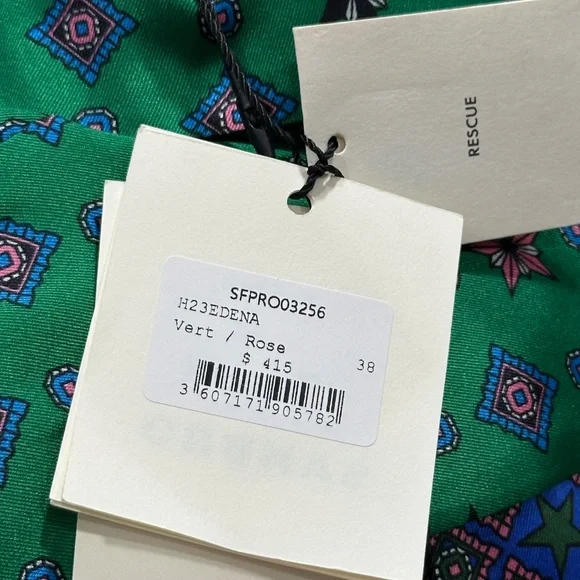 RESCUE
SFPRO03256
H23EDENA
Vert / Rose 38
$ 415
3 607171 905782